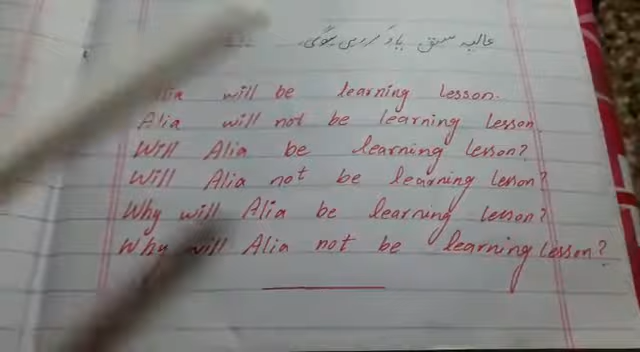 عالیہ سبق یاد کررہی ہوگی۔
Alia will be learning Lesson.
Alia will not be learning Lesson.
Will Alia be learning Lesson?
Will Alia not be learning Lesson?
Why will Alia be learning Lesson?
Why will Alia not be learning Lesson?